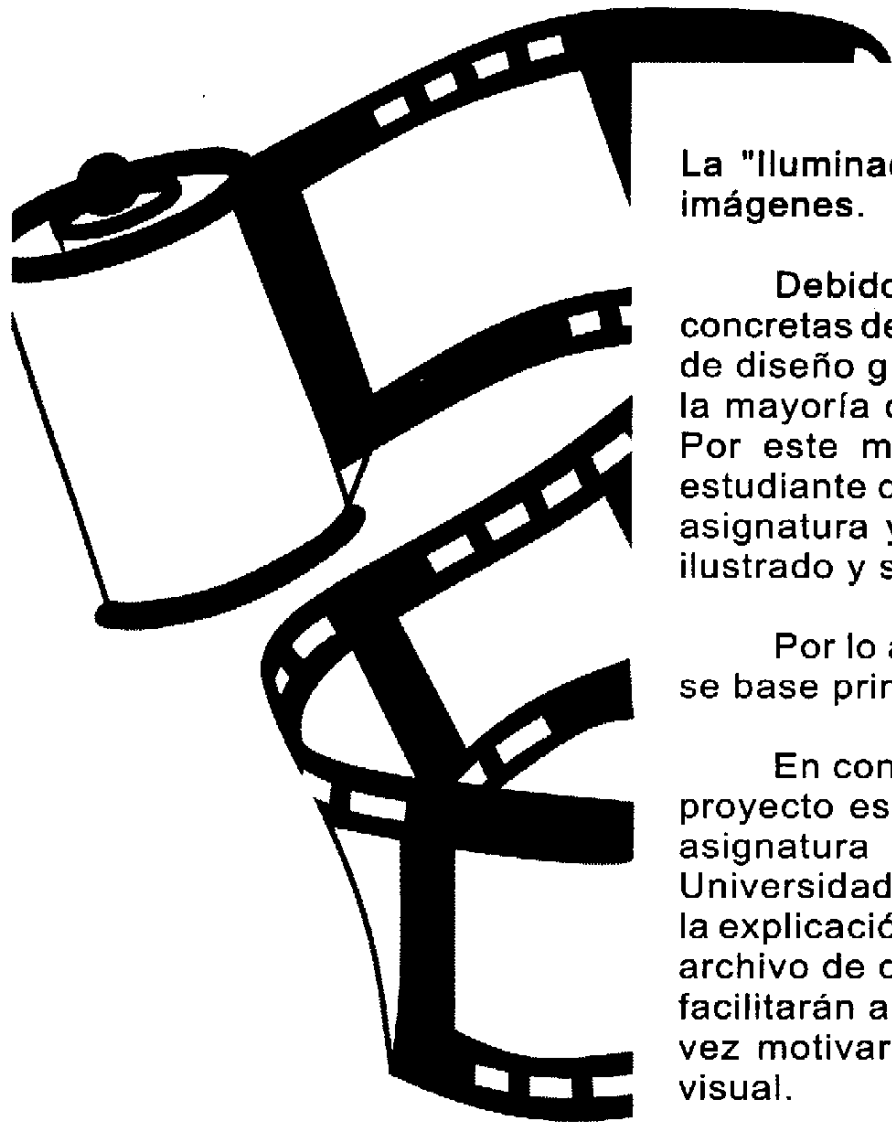 La "Ilumina
imágenes.
Debido
concretas de
de diseño g
la mayoría
Por este m
estudiante
asignatura
ilustrado y s
Por lo a
se base prin
En con
proyecto es
asignatura
Universidad
la explicació
archivo de
facilitarán a
vez motivar
visual.